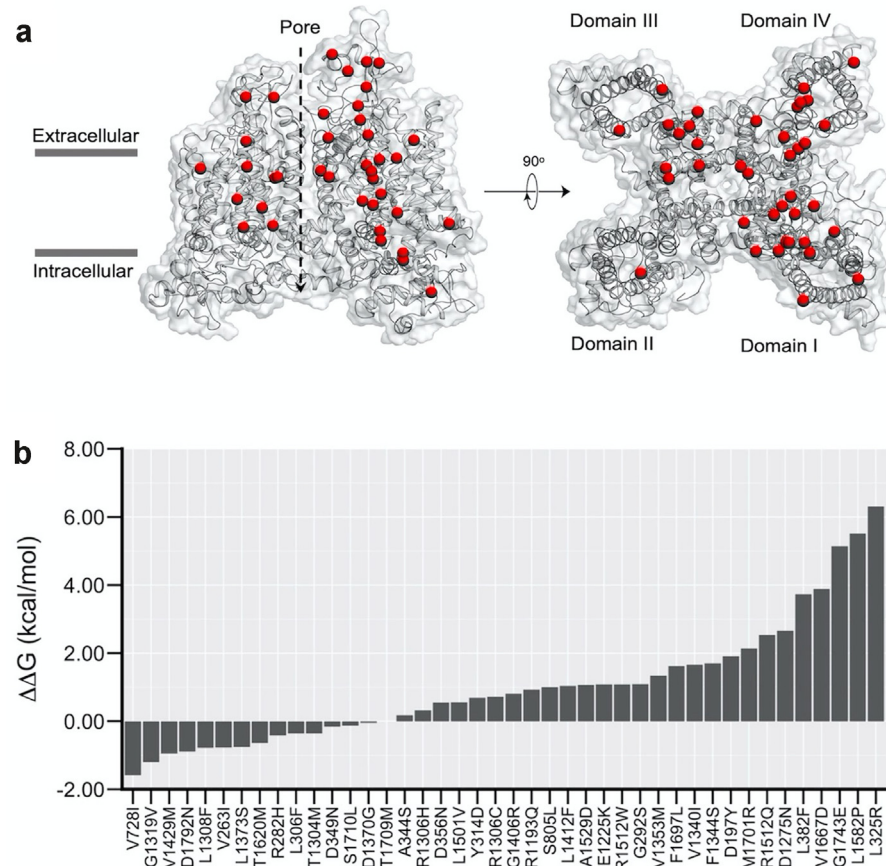 a
Pore
Extracellular
Intracellular
90º
Domain III
Domain IV
Domain II
Domain I
b
ΔΔG (kcal/mol)
8.00
6.00
4.00
2.00
0.00
-2.00
V728I
G1319V
V1429M
D1792N
L1308F
V263I
L1373S
T1620M
R282H
L306F
T1304M
D349N
S1710L
D1370G
T1709M
A344S
R1306H
D356N
L1501V
Y314D
R1306C
G1406R
R1193Q
S805L
L1412F
A1529D
E1225K
R1512W
G292S
V1353M
V1340I
F1344S
D197Y
M1701R
R1512Q
D1275N
L382F
G1743E
L1582P
L325R